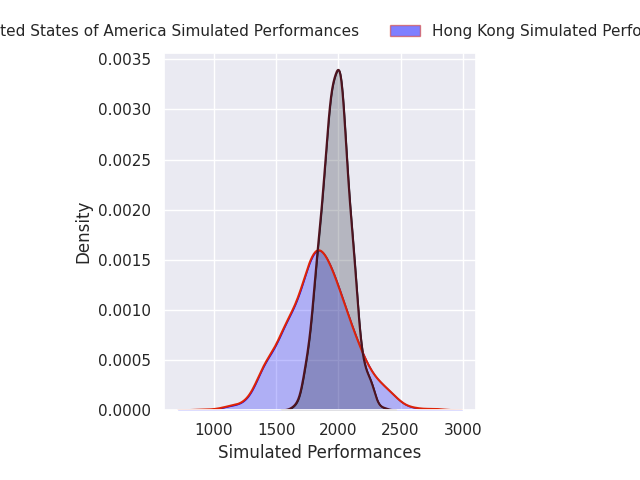 ted States of America Simulated Performances
Hong Kong Simulated Perfo
0.0035
0.0030
0.0025
0.0020
0.0015
0.0010
0.0005
0.0000
Density
1000 1500 2000 2500 3000
Simulated Performances